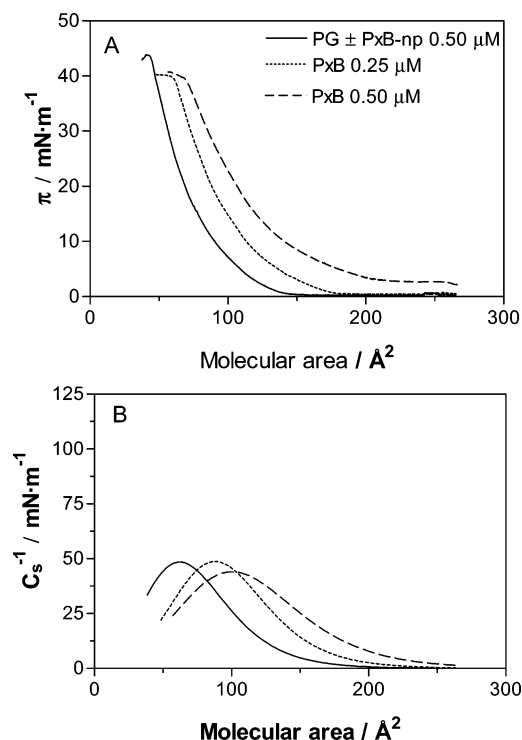 A
PG ± PxB-np 0.50 μM
PxB 0.25 μM
PxB 0.50 μM
50
40
30
20
10
0
π / mN·m⁻¹
0 100 200 300
Molecular area / Å²
B
125
100
75
50
25
0
Cₛ⁻¹ / mN·m⁻¹
0 100 200 300
Molecular area / Å²